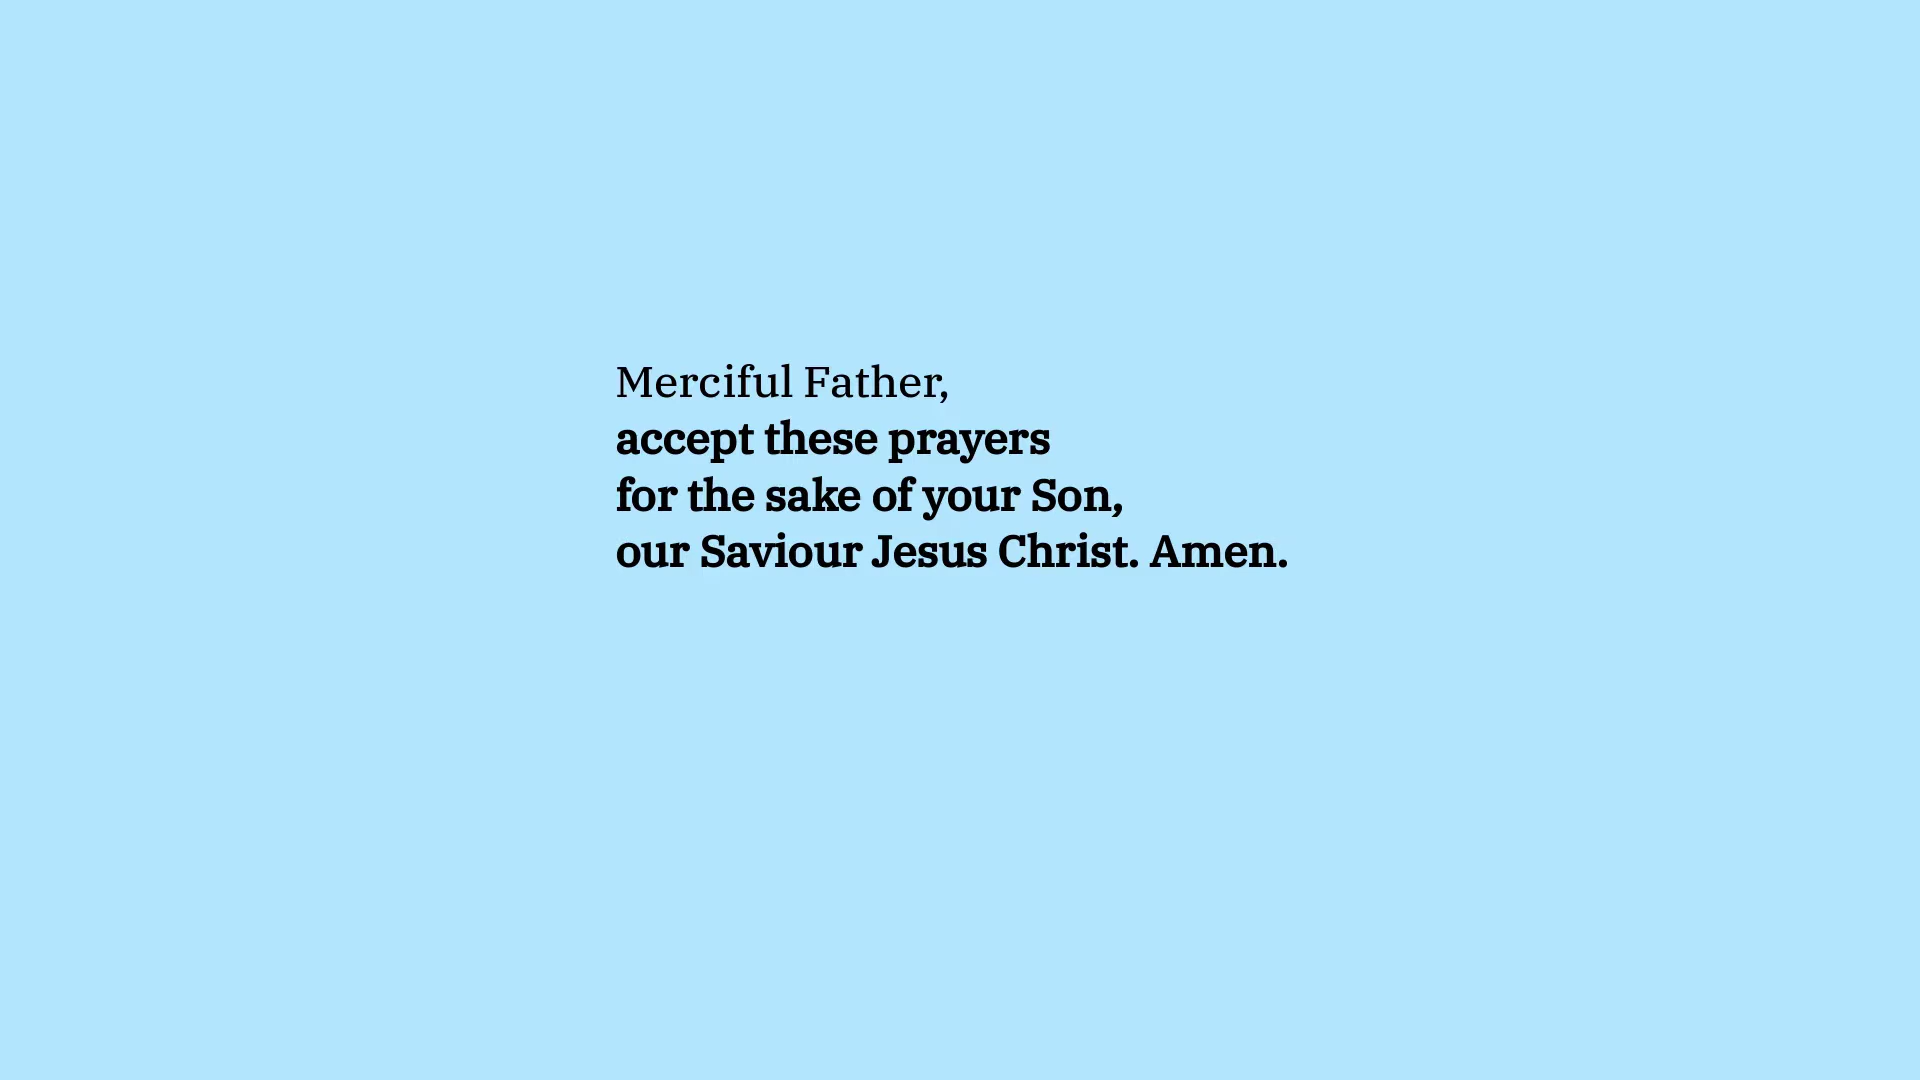 Merciful Father,
accept these prayers
for the sake of your Son,
our Saviour Jesus Christ. Amen.